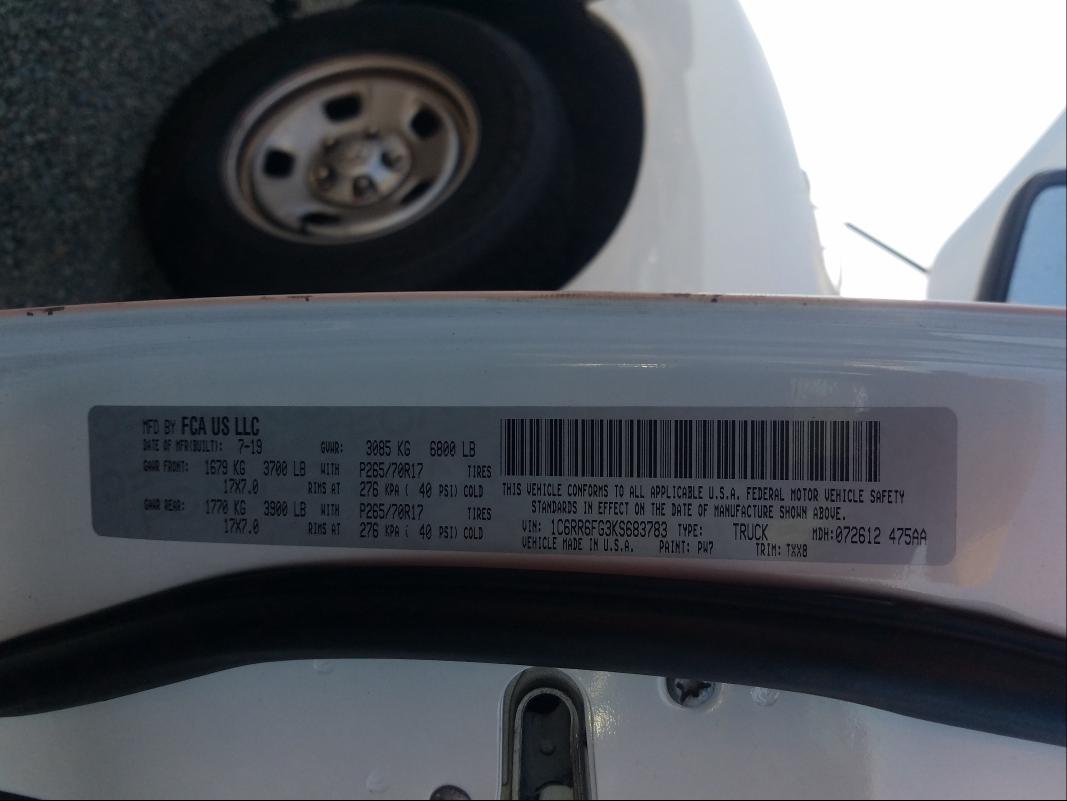 MFD BY FCA US LLC
DATE OF MFR(BUILT): 7-19 GVWR: 3085 KG 6800 LB
GAWR FRONT: 1679 KG 3700 LB WITH P265/70R17 TIRES
17X7.0 RIMS AT 276 KPA ( 40 PSI) COLD
GAWR REAR: 1770 KG 3900 LB WITH P265/70R17 TIRES
17X7.0 RIMS AT 276 KPA ( 40 PSI) COLD
THIS VEHICLE CONFORMS TO ALL APPLICABLE U.S.A. FEDERAL MOTOR VEHICLE SAFETY
STANDARDS IN EFFECT ON THE DATE OF MANUFACTURE SHOWN ABOVE.
VIN: 1C6RR6FG3KS683783 TYPE: TRUCK MDH:072612 475AA
VEHICLE MADE IN U.S.A. PAINT: PW7 TRIM: TXX8